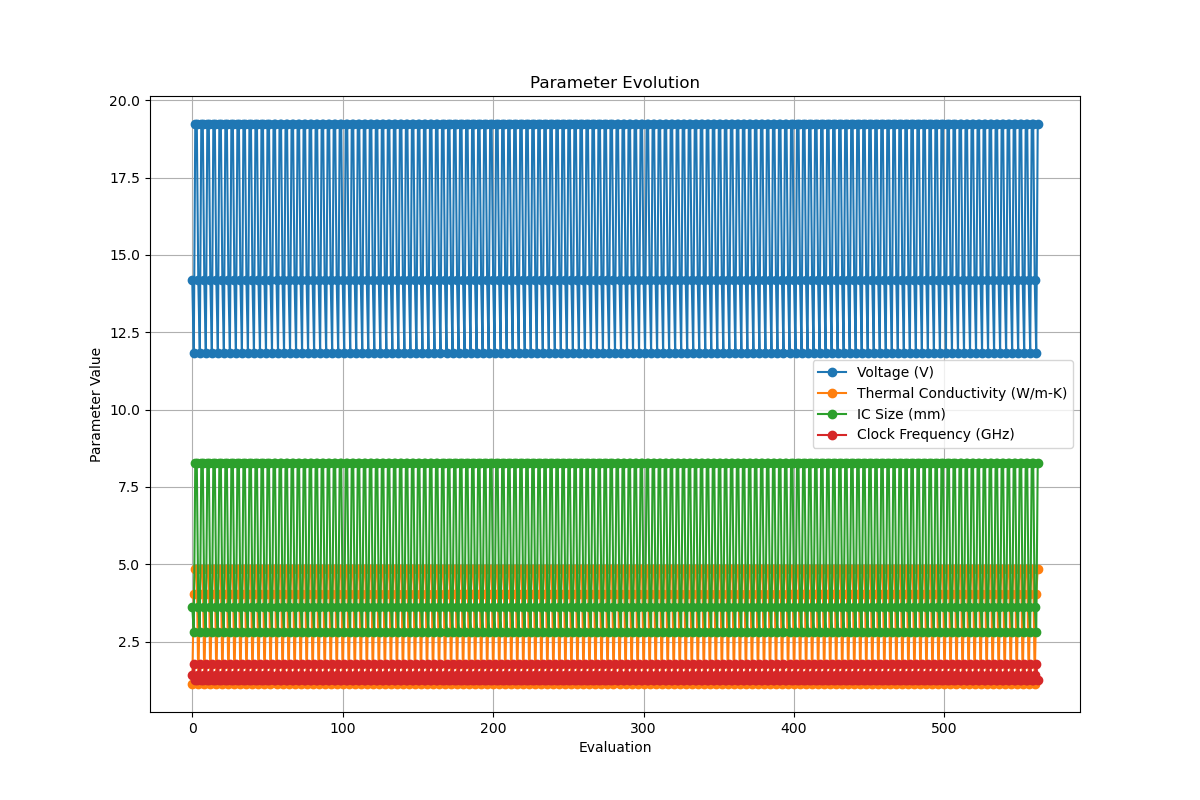 Parameter Evolution
20.0
17.5
15.0
12.5
10.0
7.5
5.0
2.5
Parameter Value
Voltage (V)
Thermal Conductivity (W/m-K)
IC Size (mm)
Clock Frequency (GHz)
0 100 200 300 400 500
Evaluation